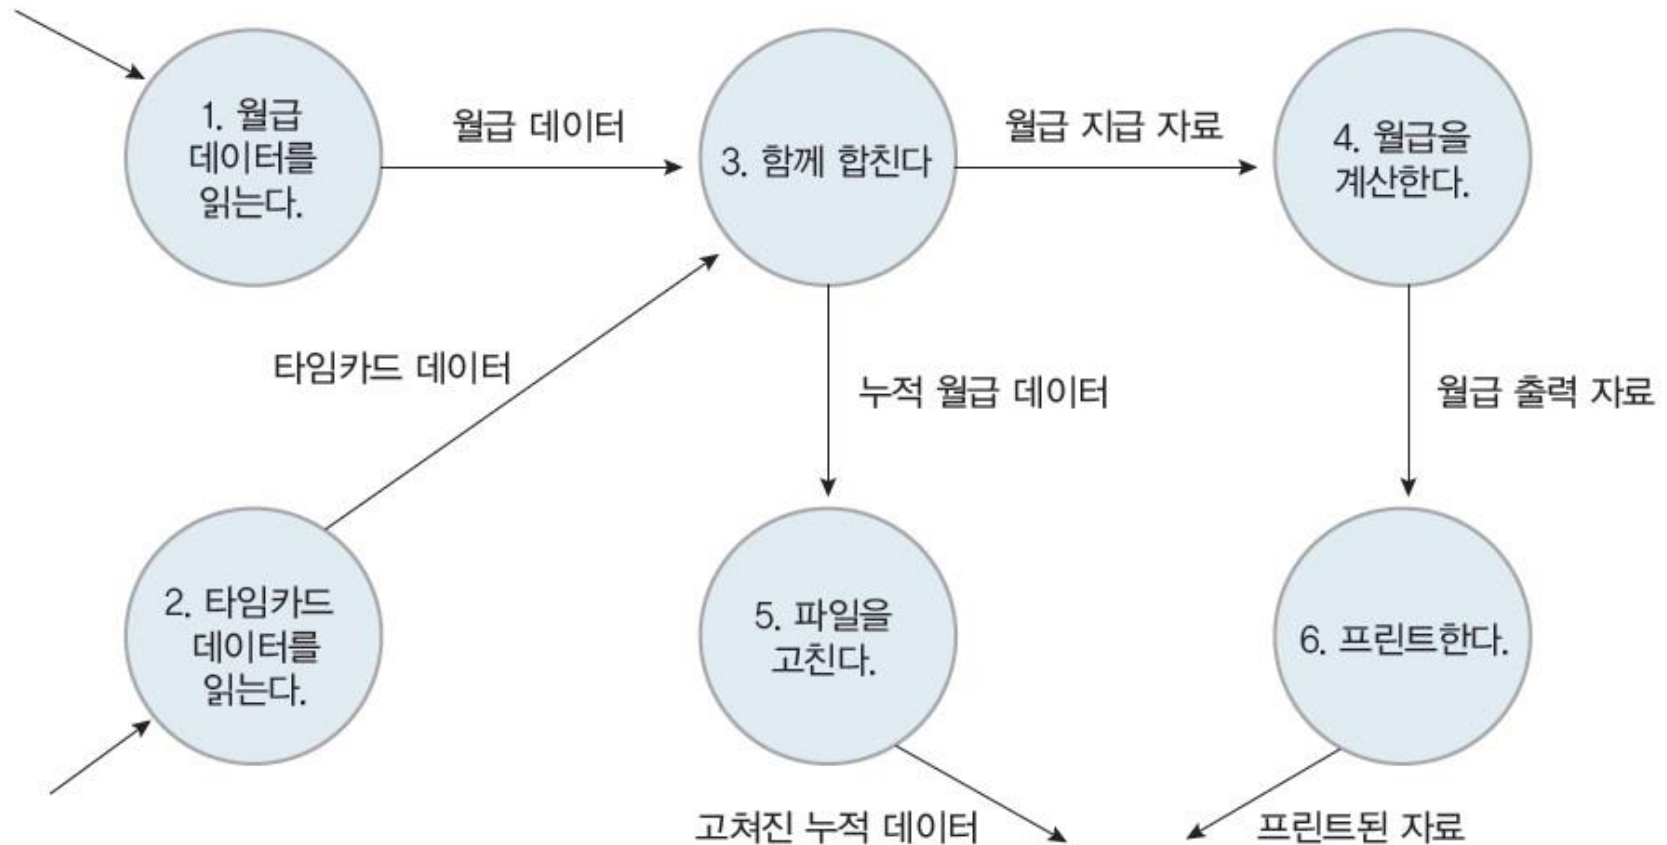 1. 월급
데이터를
읽는다.
월급 데이터
3. 함께 합친다
월급 지급 자료
4. 월급을
계산한다.
타임카드 데이터
누적 월급 데이터
월급 출력 자료
2. 타임카드
데이터를
읽는다.
5. 파일을
고친다.
6. 프린트한다.
고쳐진 누적 데이터
프린트된 자료